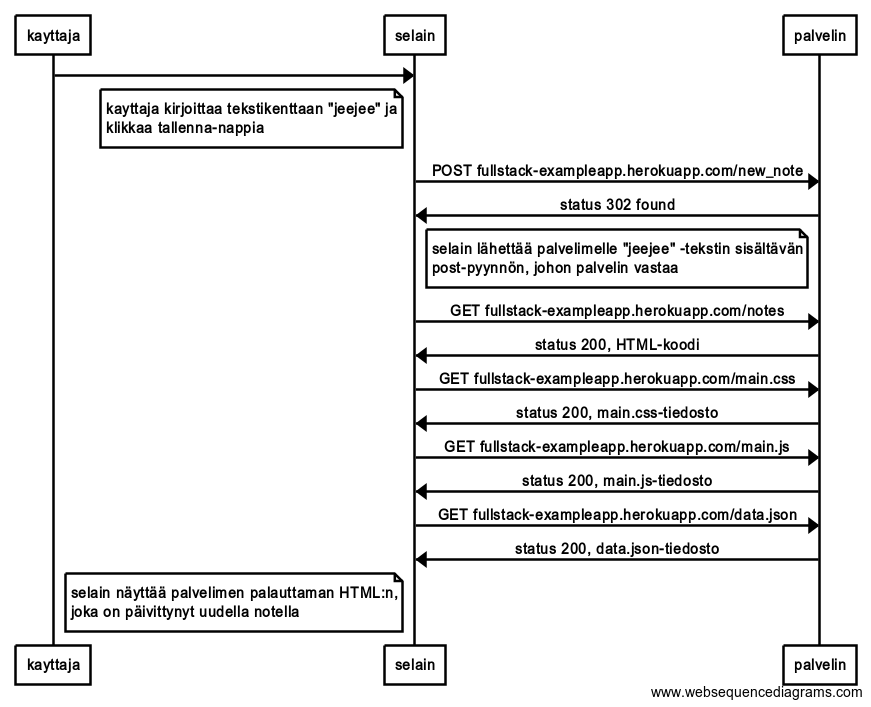 kayttaja selain palvelin
kayttaja kirjoittaa tekstikenttaan "jeejee" ja
klikkaa tallenna-nappia
POST fullstack-exampleapp.herokuapp.com/new_note
status 302 found
selain lähettää palvelimelle "jeejee" -tekstin sisältävän
post-pyynnön, johon palvelin vastaa
GET fullstack-exampleapp.herokuapp.com/notes
status 200, HTML-koodi
GET fullstack-exampleapp.herokuapp.com/main.css
status 200, main.css-tiedosto
GET fullstack-exampleapp.herokuapp.com/main.js
status 200, main.js-tiedosto
GET fullstack-exampleapp.herokuapp.com/data.json
status 200, data.json-tiedosto
selain näyttää palvelimen palauttaman HTML:n,
joka on päivittynyt uudella notella
kayttaja selain palvelin
www.websequencediagrams.com